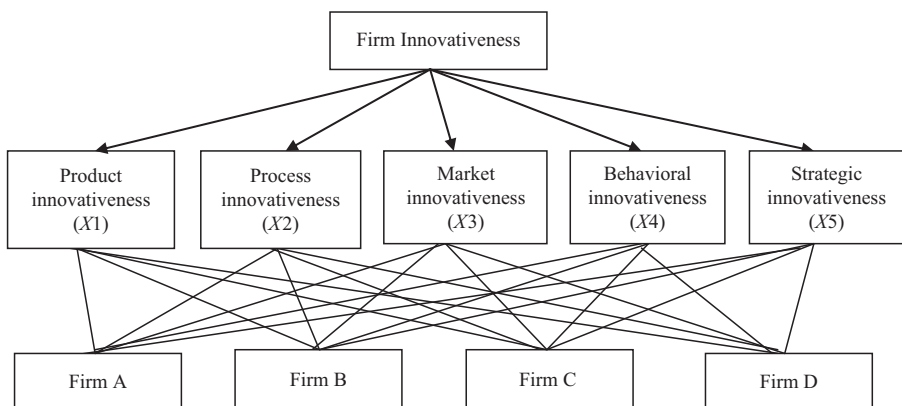 Firm Innovativeness
Product
innovativeness
(X1)
Process
innovativeness
(X2)
Market
innovativeness
(X3)
Behavioral
innovativeness
(X4)
Strategic
innovativeness
(X5)
Firm A
Firm B
Firm C
Firm D